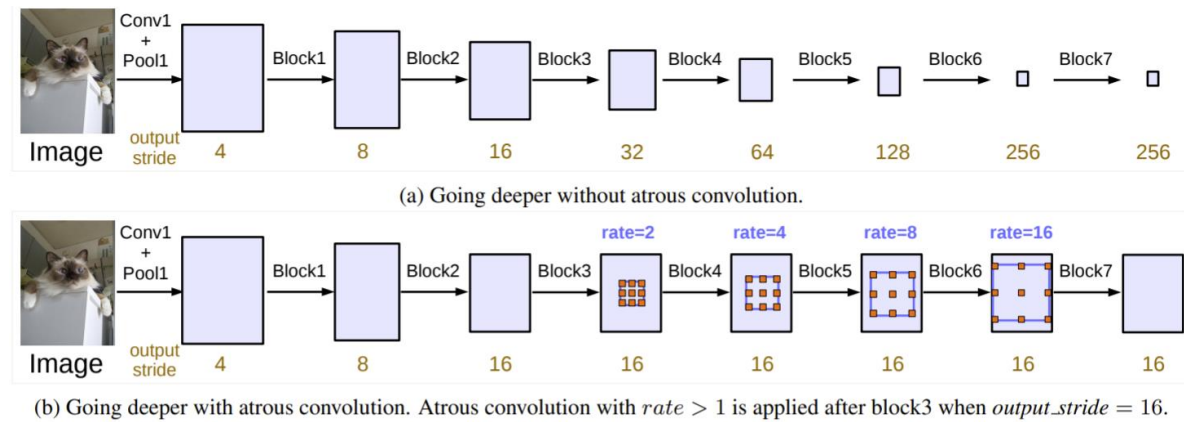 Conv1
+
Pool1
Block1
Block2
Block3
Block4
Block5
Block6
Block7
Image
output
stride
4
8
16
32
64
128
256
256
(a) Going deeper without atrous convolution.
rate=2
rate=4
rate=8
rate=16
Conv1
+
Pool1
Block1
Block2
Block3
Block4
Block5
Block6
Block7
Image
output
stride
4
8
16
16
16
16
16
16
(b) Going deeper with atrous convolution. Atrous convolution with rate > 1 is applied after block3 when output_stride = 16.